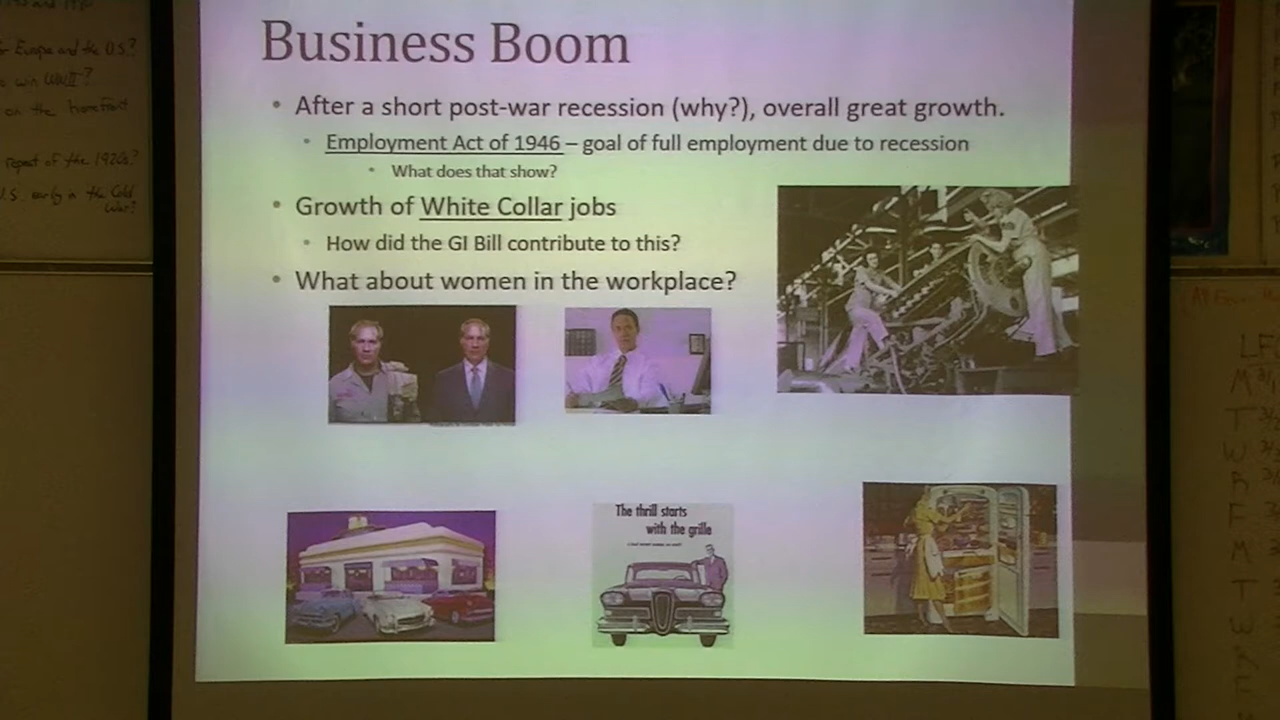 Business Boom
• After a short post-war recession (why?), overall great growth.
• Employment Act of 1946 – goal of full employment due to recession
• What does that show?
• Growth of White Collar jobs
• How did the GI Bill contribute to this?
• What about women in the workplace?
The thrill starts
with the grille
Europe and the U.S.?
win WWII?
on the homefront
repeat of the 1920s?
U.S. early in the Cold
War?
M
T
W
R
F
M
T
W
R
F